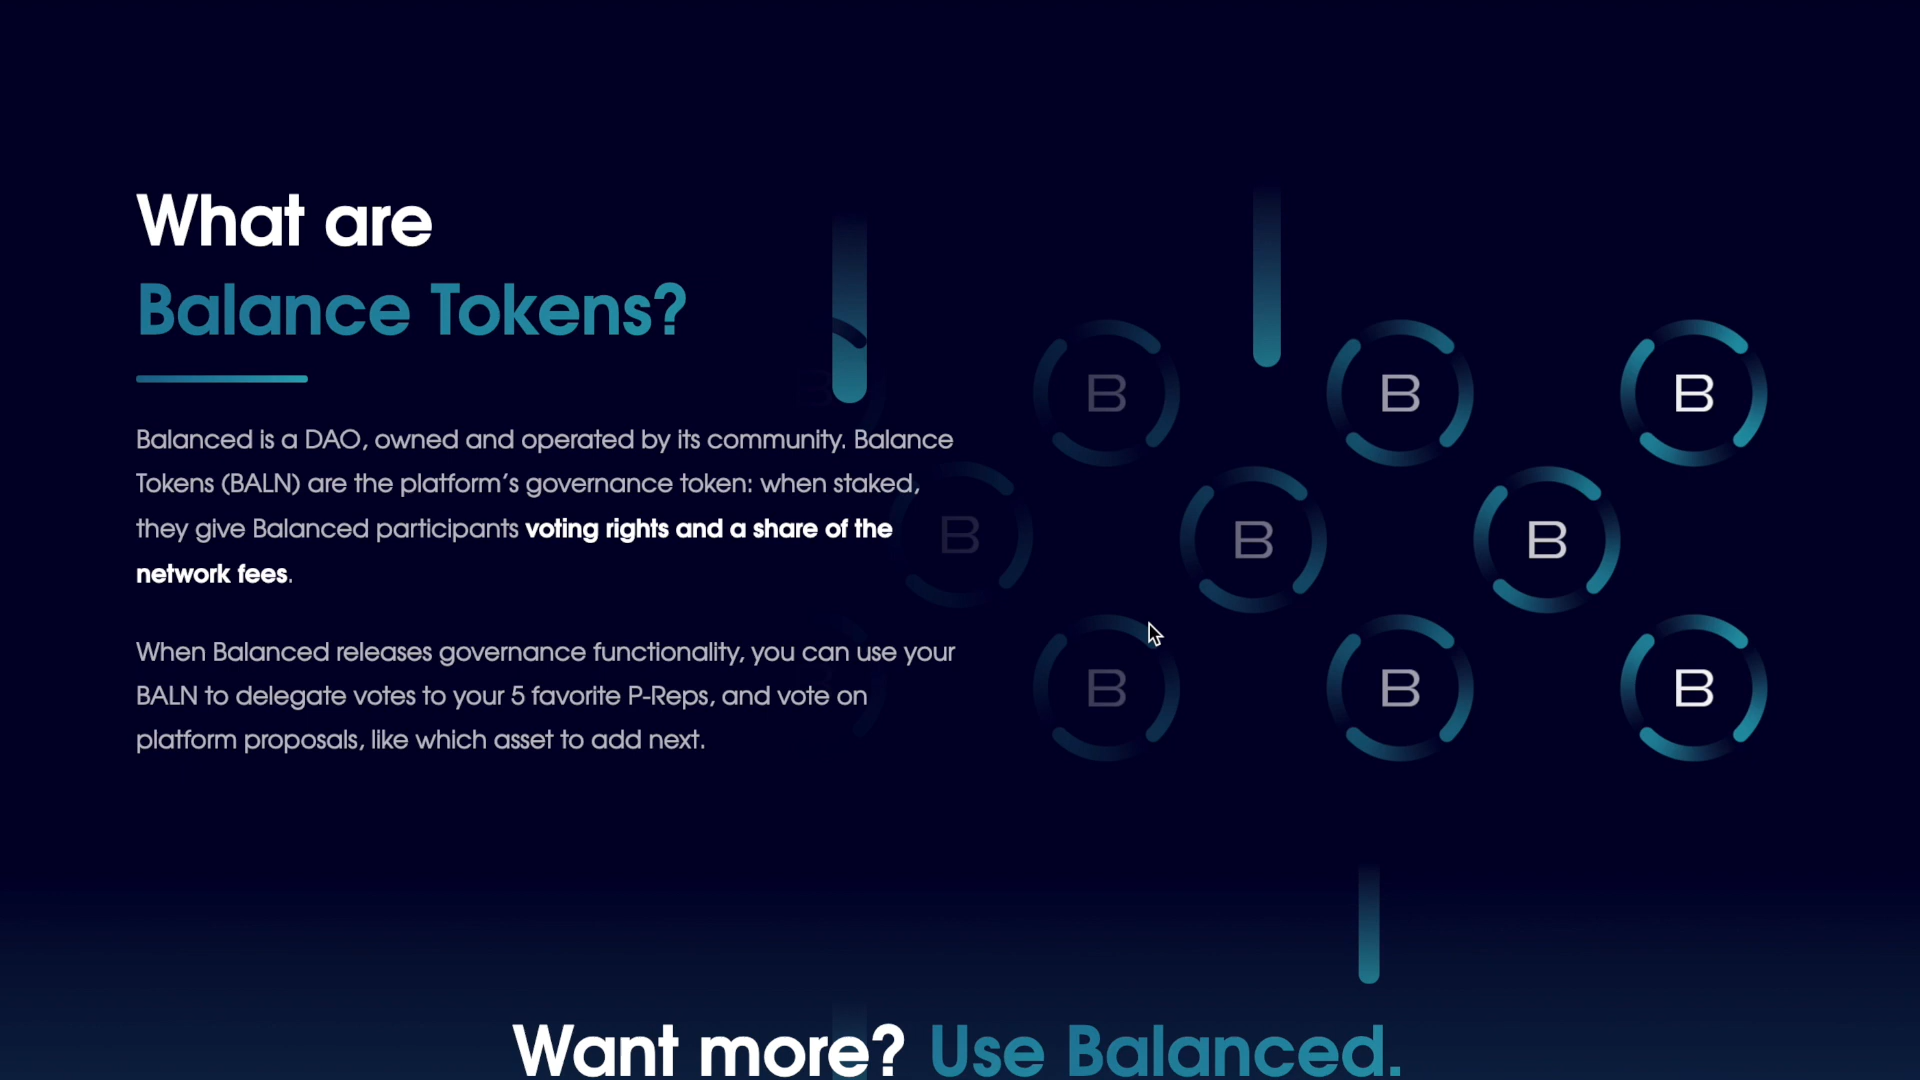 What are
Balance Tokens?
Balanced is a DAO, owned and operated by its community. Balance
Tokens (BALN) are the platform's governance token: when staked,
they give Balanced participants voting rights and a share of the
network fees.
When Balanced releases governance functionality, you can use your
BALN to delegate votes to your 5 favorite P-Reps, and vote on
platform proposals, like which asset to add next.
B B B
B B B
B B B
Want more? Use Balanced.